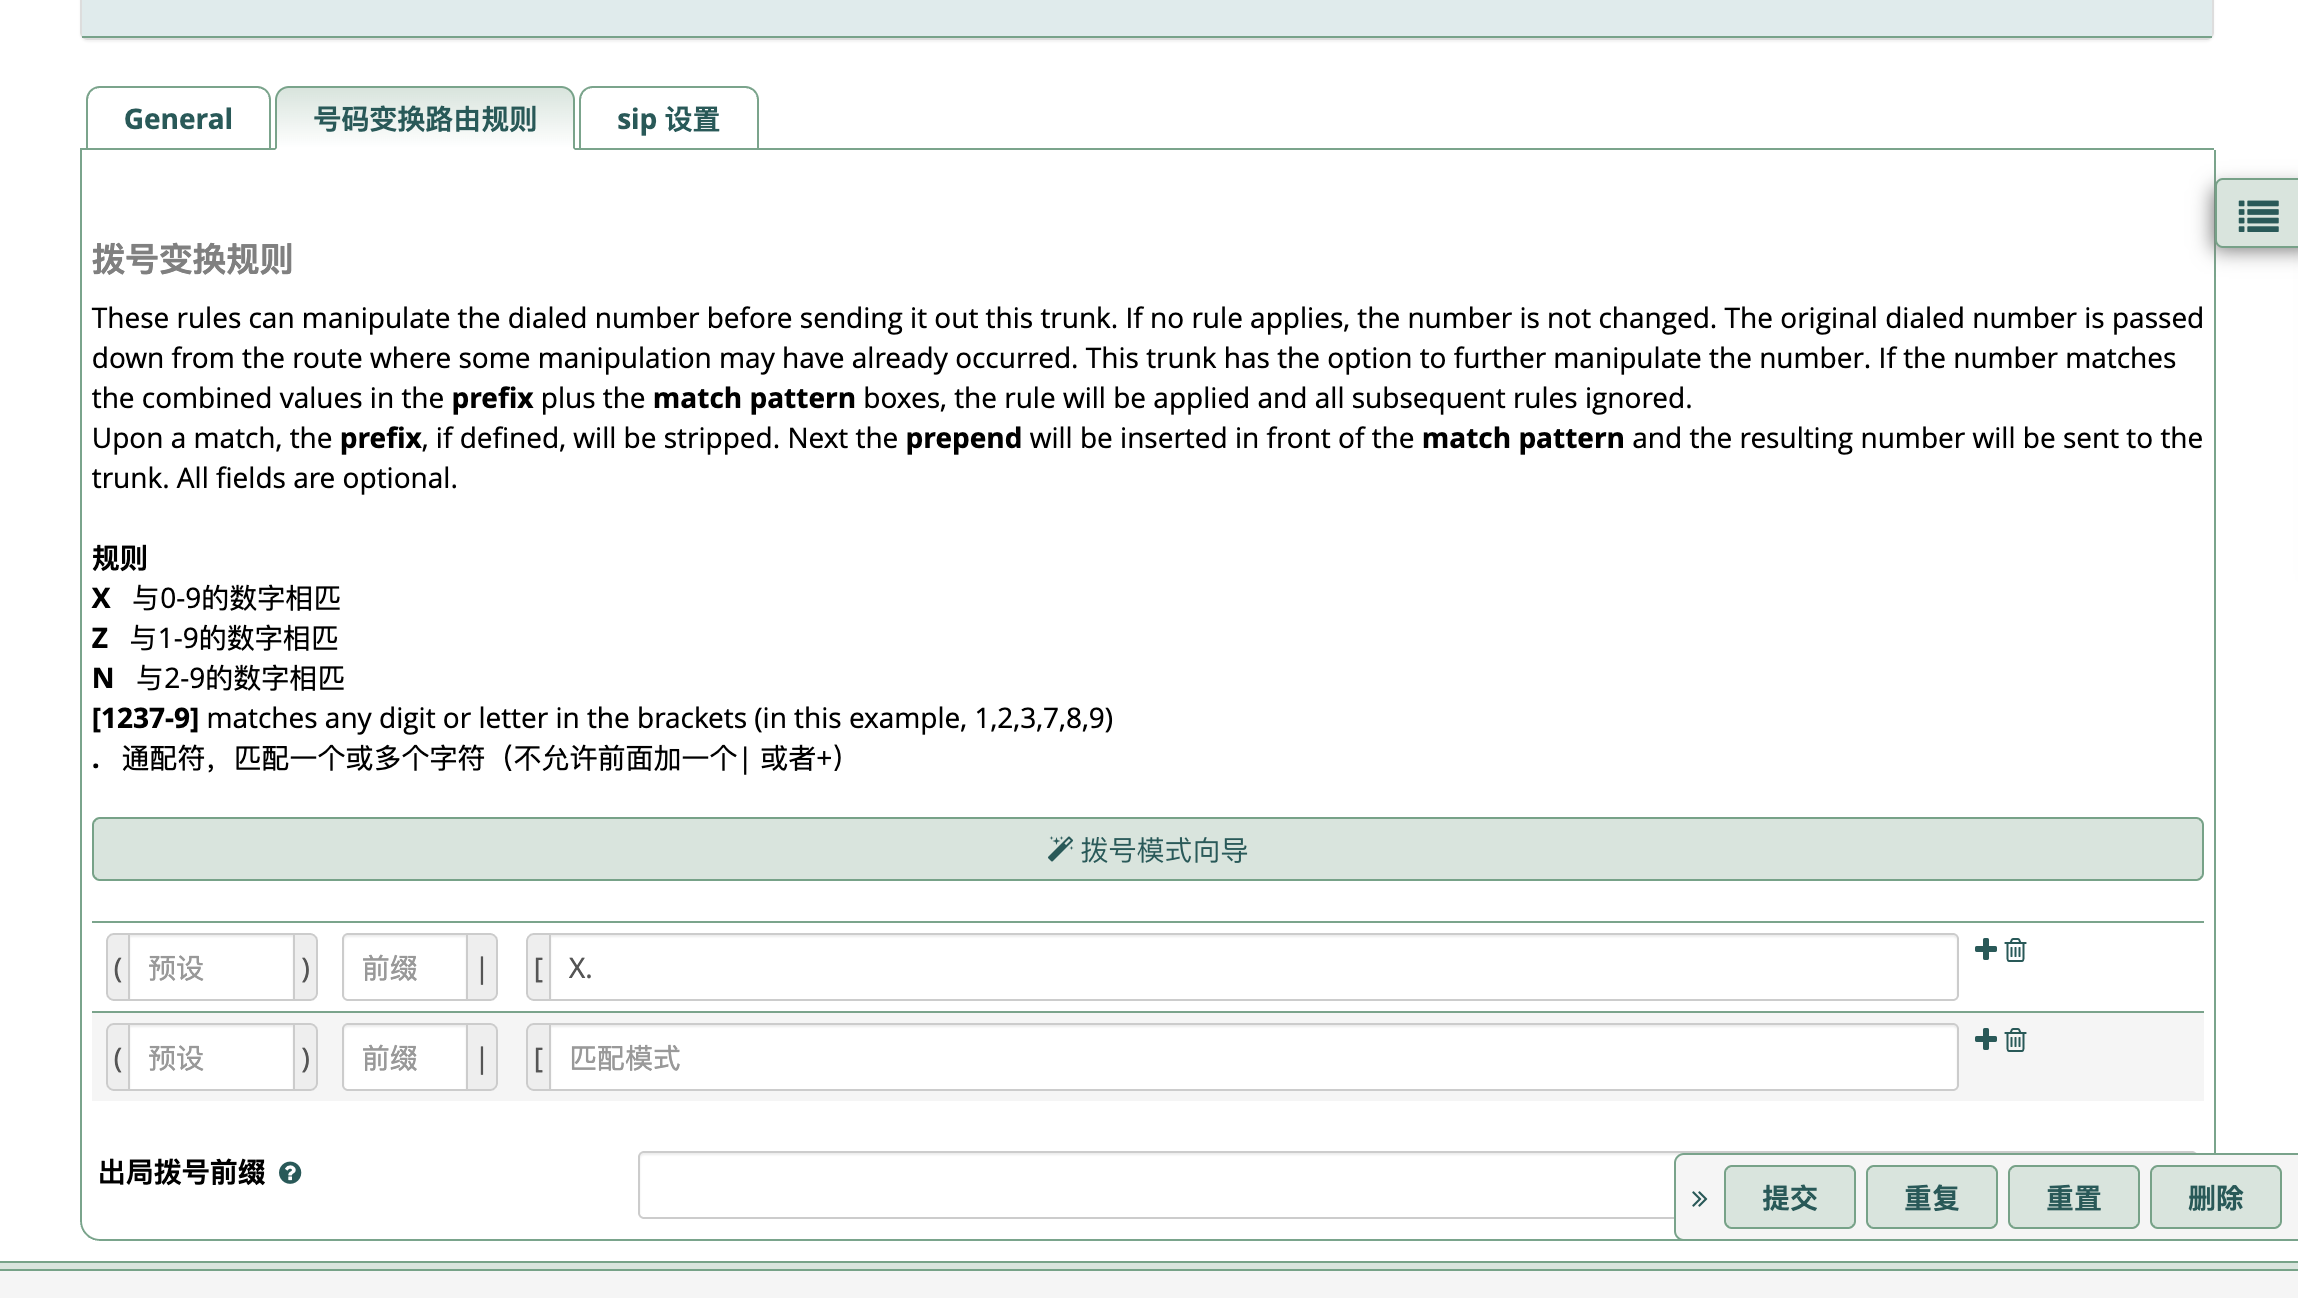 General
号码变换路由规则
sip 设置
拨号变换规则
These rules can manipulate the dialed number before sending it out this trunk. If no rule applies, the number is not changed. The original dialed number is passed
down from the route where some manipulation may have already occurred. This trunk has the option to further manipulate the number. If the number matches
the combined values in the prefix plus the match pattern boxes, the rule will be applied and all subsequent rules ignored.
Upon a match, the prefix, if defined, will be stripped. Next the prepend will be inserted in front of the match pattern and the resulting number will be sent to the
trunk. All fields are optional.
规则
X 与0-9的数字相匹
Z 与1-9的数字相匹
N 与2-9的数字相匹
[1237-9] matches any digit or letter in the brackets (in this example, 1,2,3,7,8,9)
. 通配符，匹配一个或多个字符（不允许前面加一个| 或者+）
拨号模式向导
( 预设 ) 前缀 | [ X.
( 预设 ) 前缀 | [ 匹配模式
出局拨号前缀 ?
» 提交 重复 重置 删除